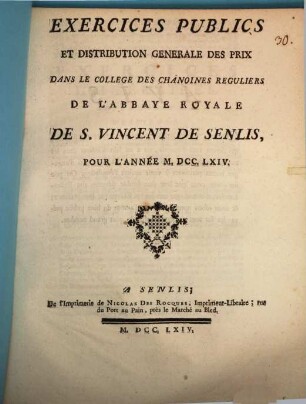 30.
EXERCICES PUBLICS
ET DISTRIBUTION GENERALE DES PRIX
DANS LE COLLEGE DES CHANOINES REGULIERS
DE L'ABBAYE ROYALE
DE S. VINCENT DE SENLIS,
POUR L'ANNÉE M. DCC. LXIV.
A SENLIS;
De l'Imprimerie de NICOLAS DES ROCQUES, Imprimeur-Libraire; rue
du Port au Pain, près le Marché au Bled.
M. DCC. LXIV.